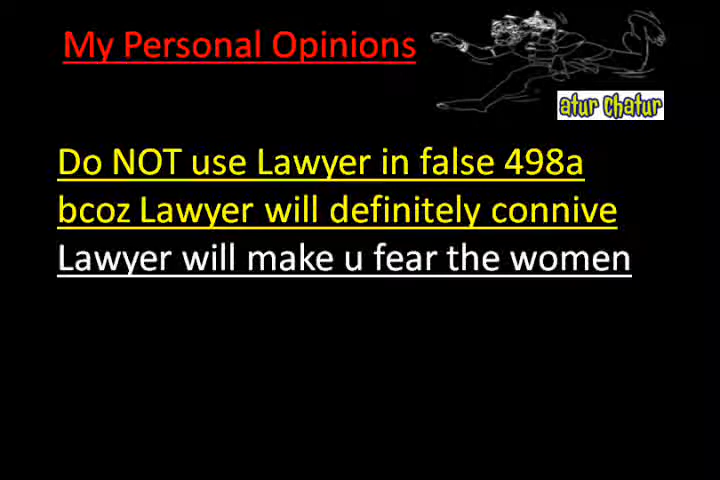 My Personal Opinions
atur chatur
Do NOT use Lawyer in false 498a
bcoz Lawyer will definitely connive
Lawyer will make u fear the women